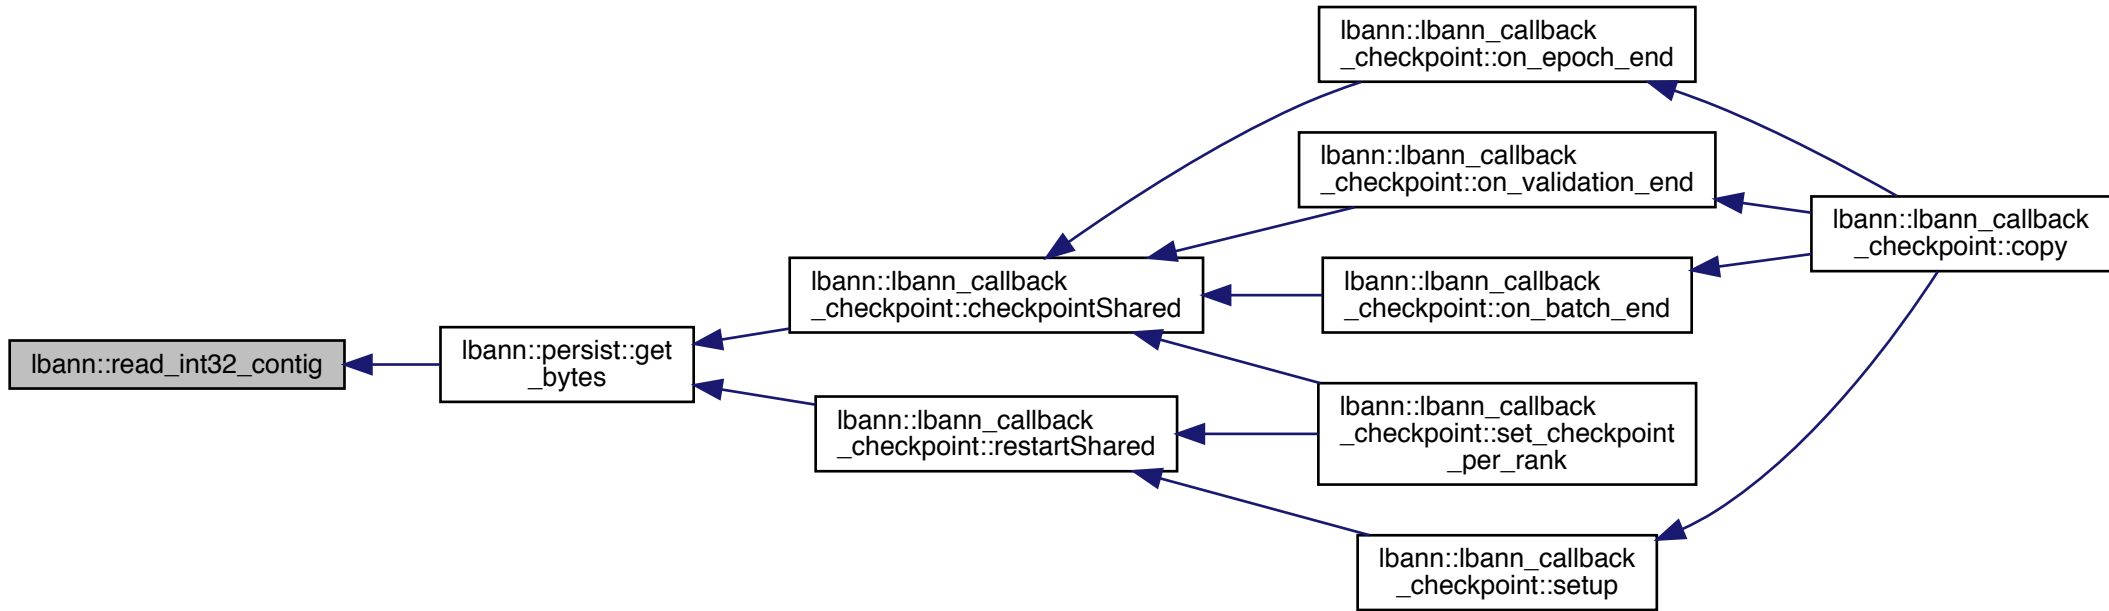 lbann::read_int32_contig
lbann::persist::get
_bytes
lbann::lbann_callback
_checkpoint::checkpointShared
lbann::lbann_callback
_checkpoint::restartShared
lbann::lbann_callback
_checkpoint::on_epoch_end
lbann::lbann_callback
_checkpoint::on_validation_end
lbann::lbann_callback
_checkpoint::on_batch_end
lbann::lbann_callback
_checkpoint::set_checkpoint
_per_rank
lbann::lbann_callback
_checkpoint::setup
lbann::lbann_callback
_checkpoint::copy